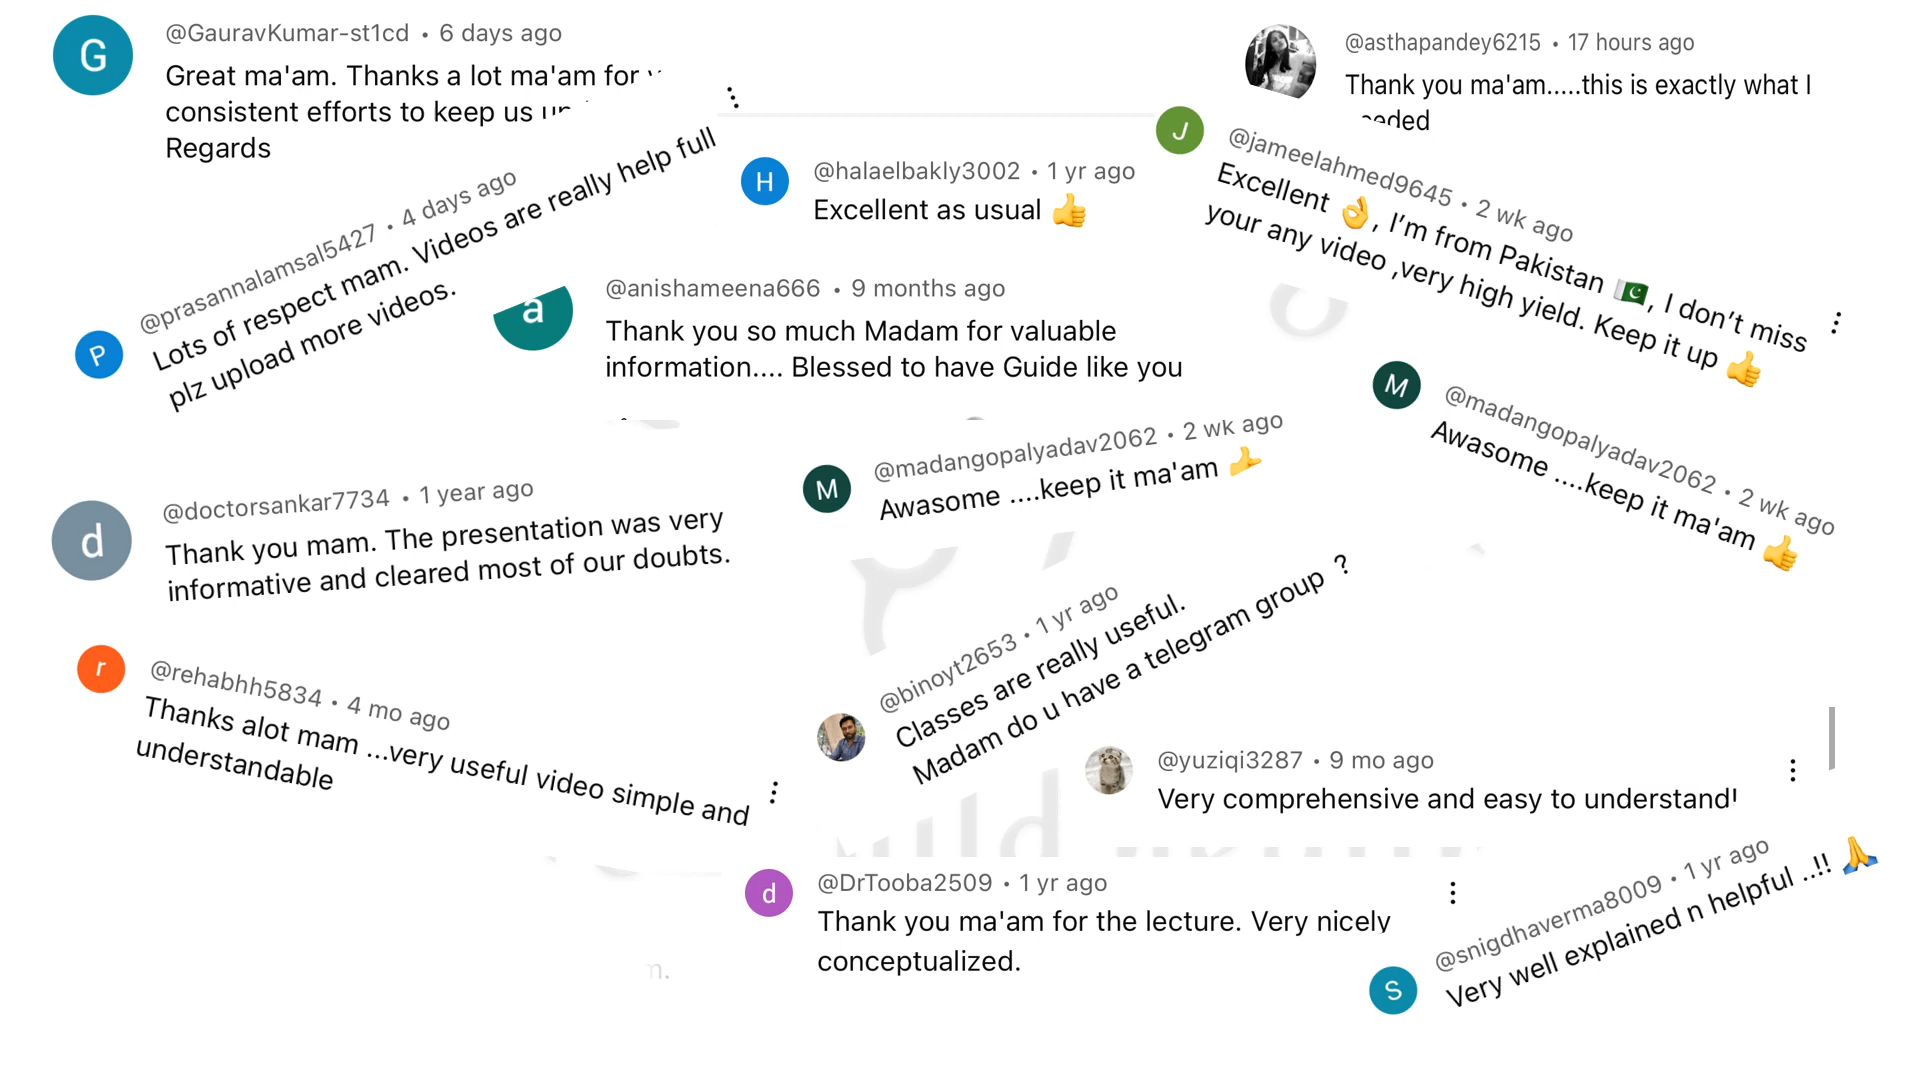 G
@GauravKumar-st1cd • 6 days ago
Great ma'am. Thanks a lot ma'am for
consistent efforts to keep us
Regards
@asthapandey6215 • 17 hours ago
Thank you ma'am.....this is exactly what I
P
@prasannalamsal5427 • 4 days ago
Lots of respect mam. Videos are really help full
plz upload more videos.
H
@halaelbakly3002 • 1 yr ago
Excellent as usual 👍
J
@jameelahmed9645 • 2 wk ago
Excellent 👌, I’m from Pakistan 🇵🇰, I don’t miss
your any video ,very high yield. Keep it up 👍
a
@anishameena666 • 9 months ago
Thank you so much Madam for valuable
information.... Blessed to have Guide like you
M
@madangopalyadav2062 • 2 wk ago
Awasome ....keep it ma'am 👍
M
@madangopalyadav2062 • 2 wk ago
Awasome ....keep it ma'am 👍
d
@doctorsankar7734 • 1 year ago
Thank you mam. The presentation was very
informative and cleared most of our doubts.
@binoyt2653 • 1 yr ago
Classes are really useful.
Madam do u have a telegram group ?
r
@rehabhh5834 • 4 mo ago
Thanks alot mam ...very useful video simple and
understandable
@yuziqi3287 • 9 mo ago
Very comprehensive and easy to understand!
d
@DrTooba2509 • 1 yr ago
Thank you ma'am for the lecture. Very nicely
conceptualized.
S
@snigdhaverma8009 • 1 yr ago
Very well explained n helpful ..!! 🙏